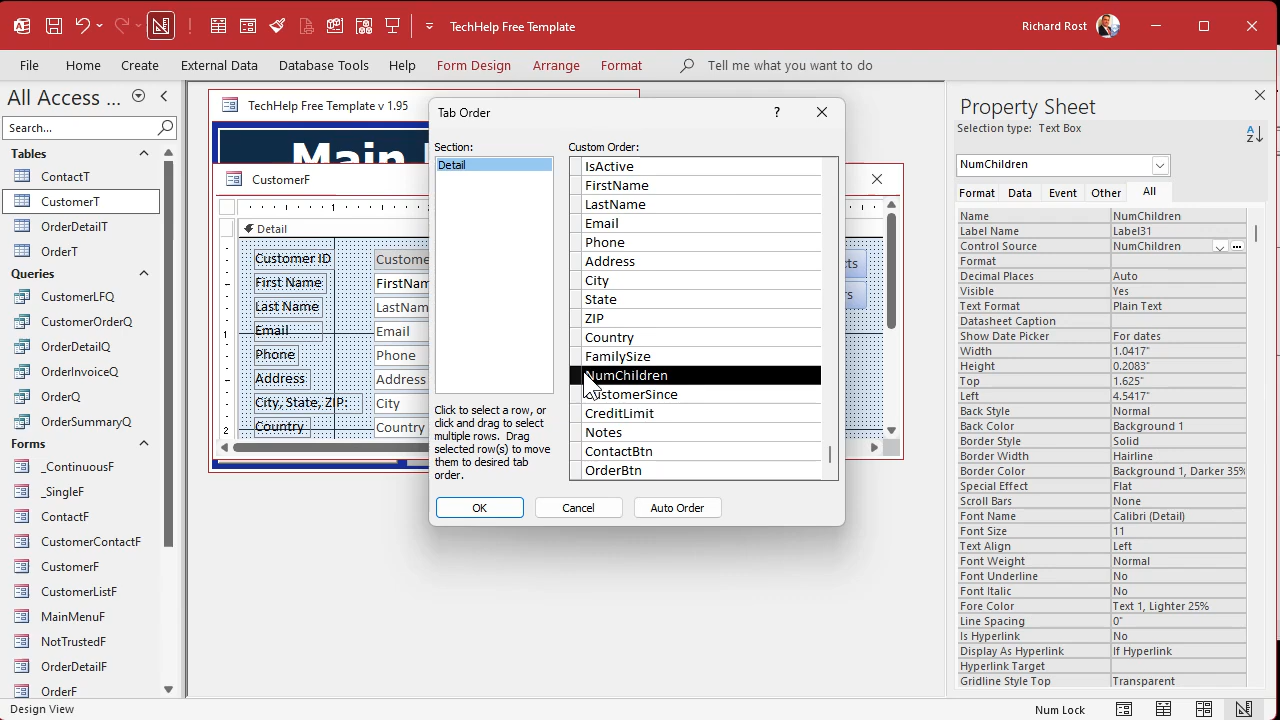 TechHelp Free Template
Richard Rost
File
Home
Create
External Data
Database Tools
Help
Form Design
Arrange
Format
Tell me what you want to do
All Access ...
Search...
Tables
ContactT
CustomerT
OrderDetailT
OrderT
Queries
CustomerLFQ
CustomerOrderQ
OrderDetailQ
OrderInvoiceQ
OrderQ
OrderSummaryQ
Forms
_ContinuousF
_SingleF
ContactF
CustomerContactF
CustomerF
CustomerListF
MainMenuF
NotTrustedF
OrderDetailF
OrderF
TechHelp Free Template v 1.95
Main
CustomerF
1
Detail
Customer ID
Custome
First Name
FirstName
Last Name
LastName
1
Email
Email
Phone
Phone
Address
Address
City, State, ZIP:
City
2
Country
Country
Tab Order
?
Section:
Detail
Click to select a row, or
click and drag to select
multiple rows. Drag
selected row(s) to move
them to desired tab
order.
Custom Order:
IsActive
FirstName
LastName
Email
Phone
Address
City
State
ZIP
Country
FamilySize
NumChildren
CustomerSince
CreditLimit
Notes
ContactBtn
OrderBtn
OK
Cancel
Auto Order
Property Sheet
Selection type: Text Box
NumChildren
Format
Data
Event
Other
All
Name NumChildren
Label Name Label31
Control Source NumChildren
Format
Decimal Places Auto
Visible Yes
Text Format Plain Text
Datasheet Caption
Show Date Picker For dates
Width 1.0417"
Height 0.2083"
Top 1.625"
Left 4.5417"
Back Style Normal
Back Color Background 1
Border Style Solid
Border Width Hairline
Border Color Background 1, Darker 35%
Special Effect Flat
Scroll Bars None
Font Name Calibri (Detail)
Font Size 11
Text Align Left
Font Weight Normal
Font Underline No
Font Italic No
Fore Color Text 1, Lighter 25%
Line Spacing 0"
Is Hyperlink No
Display As Hyperlink If Hyperlink
Hyperlink Target
Gridline Style Top Transparent
Design View
Num Lock